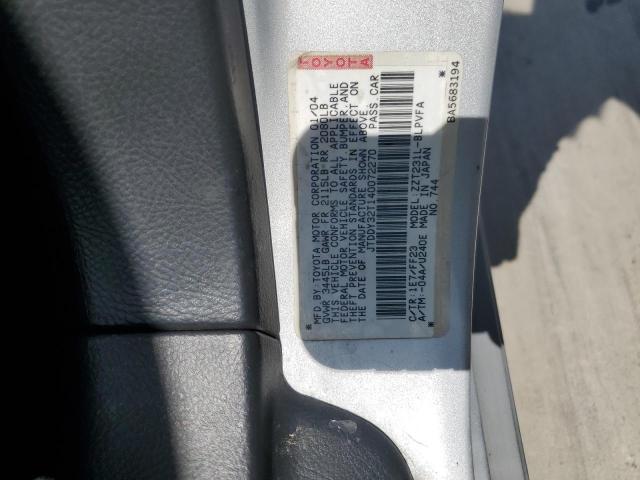 TOYOTA
MFD.BY:TOYOTA MOTOR CORPORATION 01/04
GVWR 3445LB GAWR FR 2115LB RR 2050LB
THIS VEHICLE CONFORMS TO ALL APPLICABLE
FEDERAL MOTOR VEHICLE SAFETY,BUMPER,AND
THEFT PREVENTION STANDARDS IN EFFECT ON
THE DATE OF MANUFACTURE SHOWN ABOVE.
JTDDY32T140072270 PASS.CAR
C/TR:1E7/FF23 MODEL:ZZT231L-BLPVFA
A/TM:-04A/U240E MADE IN JAPAN
NO.744
BA5683194